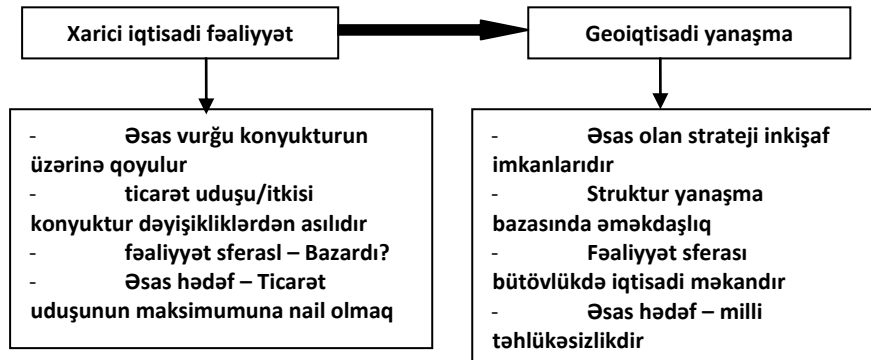 Xarici iqtisadi fəaliyyət
Geoiqtisadi yanaşma
- Əsas vurğu konyukturun
üzərinə qoyulur
- ticarət uduşu/itkisi
konyuktur dəyişikliklərdən asılıdır
- fəaliyyət sferasl – Bazardı?
- Əsas hədəf – Ticarət
uduşunun maksimumuna nail olmaq
- Əsas olan strateji inkişaf
imkanlarıdır
- Struktur yanaşma
bazasında əməkdaşlıq
- Fəaliyyət sferası
bütövlükdə iqtisadi məkandır
- Əsas hədəf – milli
təhlükəsizlikdir